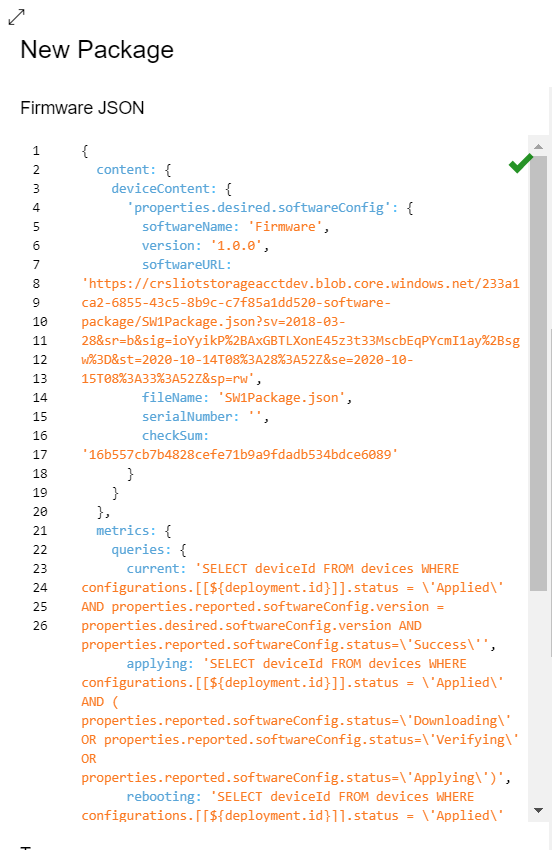 New Package
Firmware JSON
1 {
2 content: {
3 deviceContent: {
4 'properties.desired.softwareConfig': {
5 softwareName: 'Firmware',
6 version: '1.0.0',
7 softwareURL:
8 'https://crsliotstorageacctdev.blob.core.windows.net/233a1
9 ca2-6855-43c5-8b9c-c7f85a1dd520-software-
10 package/SW1Package.json?sv=2018-03-
11 28&sr=b&sig=ioYyikP%2BAxGBTLXonE45z3t33MscbEqPYcmI1ay%2Bsg
12 w%3D&st=2020-10-14T08%3A28%3A52Z&se=2020-10-
13 15T08%3A33%3A52Z&sp=rw',
14 fileName: 'SW1Package.json',
15 serialNumber: '',
16 checkSum:
17 '16b557cb7b4828cefe71b9a9fdadb534bdce6089'
18 }
19 }
20 },
21 metrics: {
22 queries: {
23 current: 'SELECT deviceId FROM devices WHERE
24 configurations.[[${deployment.id}]].status = \'Applied\'
25 AND properties.reported.softwareConfig.version =
26 properties.desired.softwareConfig.version AND
properties.reported.softwareConfig.status=\'Success\'',
applying: 'SELECT deviceId FROM devices WHERE
configurations.[[${deployment.id}]].status = \'Applied\'
AND (
properties.reported.softwareConfig.status=\'Downloading\'
OR properties.reported.softwareConfig.status=\'Verifying\'
OR
properties.reported.softwareConfig.status=\'Applying\')',
rebooting: 'SELECT deviceId FROM devices WHERE
configurations.[[${deployment.id}]].status = \'Applied\'